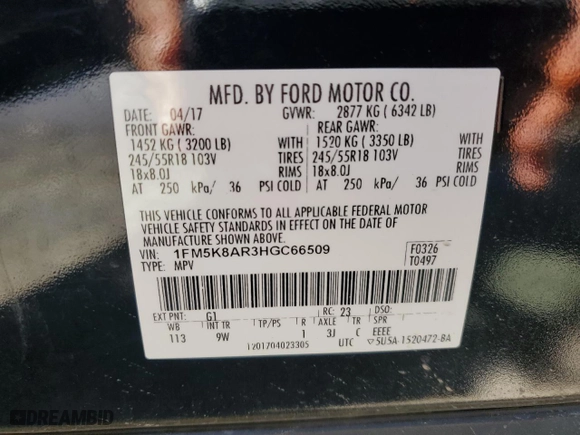 MFD. BY FORD MOTOR CO.
DATE: 04/17 GVWR: 2877 KG ( 6342 LB)
FRONT GAWR: REAR GAWR:
1452 KG ( 3200 LB) WITH 1520 KG ( 3350 LB) WITH
245/55R18 103V TIRES 245/55R18 103V TIRES
18x8.0J RIMS 18x8.0J RIMS
AT 250 kPa/ 36 PSI COLD AT 250 kPa/ 36 PSI COLD
THIS VEHICLE CONFORMS TO ALL APPLICABLE FEDERAL MOTOR
VEHICLE SAFETY STANDARDS IN EFFECT ON THE DATE OF
MANUFACTURE SHOWN ABOVE.
VIN: 1FM5K8AR3HGC66509 F0326
TYPE: MPV T0497
EXT PNT: G1 RC: 23 DSO:
WB INT TR TP/PS R AXLE TR SPR
113 9W 1 3J C EEEE
1201704023305 UTC 5U5A-1520472-BA
DREAMBID